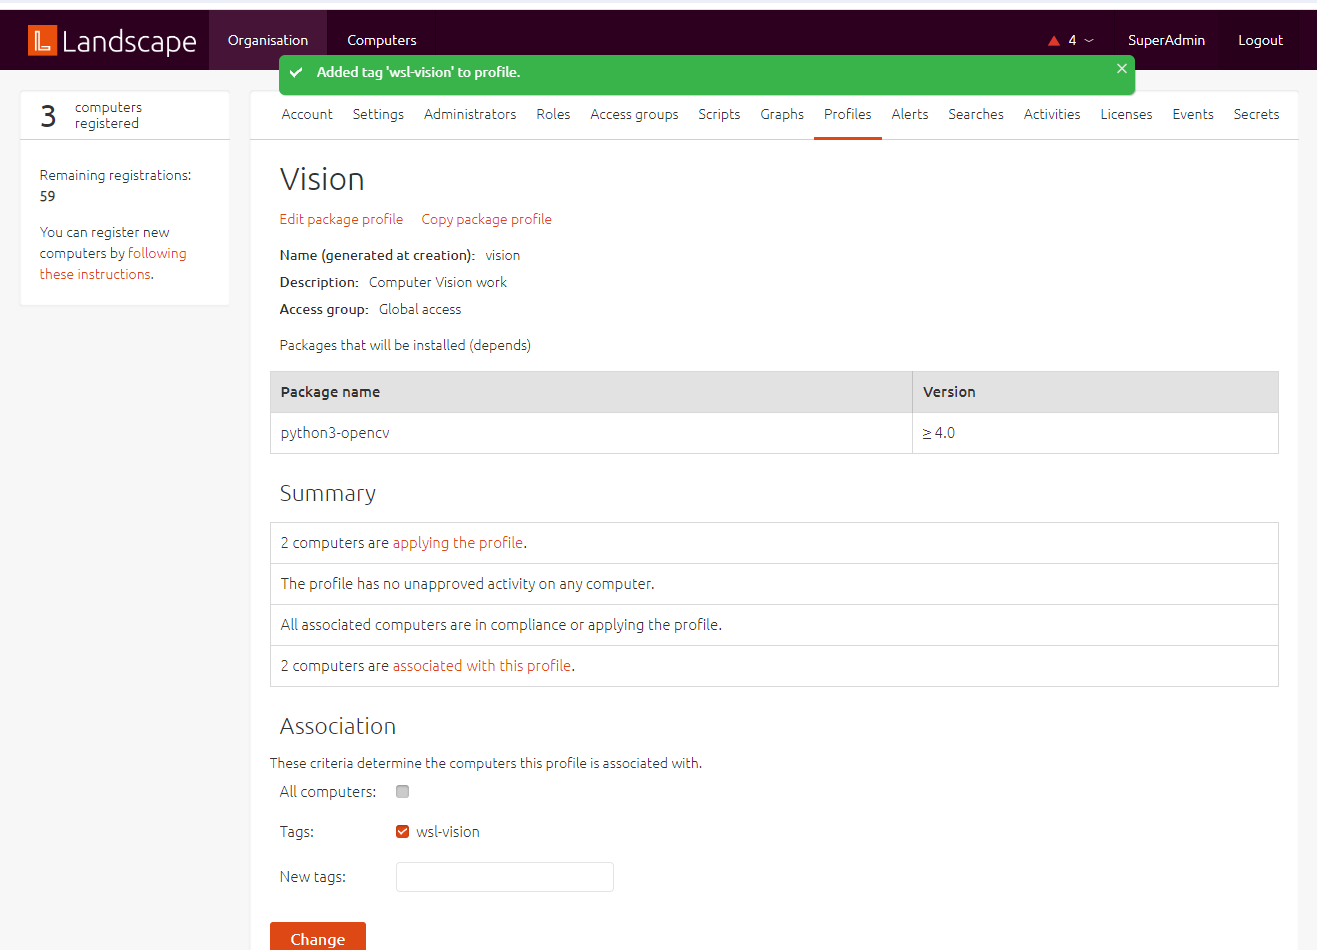 Landscape
Organisation
Computers
4
SuperAdmin
Logout
Added tag 'wsl-vision' to profile.
3 computers registered
Account Settings Administrators Roles Access groups Scripts Graphs Profiles Alerts Searches Activities Licenses Events Secrets
Remaining registrations:
59
You can register new
computers by following
these instructions.
Vision
Edit package profile Copy package profile
Name (generated at creation): vision
Description: Computer Vision work
Access group: Global access
Packages that will be installed (depends)
Package name Version
python3-opencv ≥ 4.0
Summary
2 computers are applying the profile.
The profile has no unapproved activity on any computer.
All associated computers are in compliance or applying the profile.
2 computers are associated with this profile.
Association
These criteria determine the computers this profile is associated with.
All computers:
Tags: wsl-vision
New tags:
Change